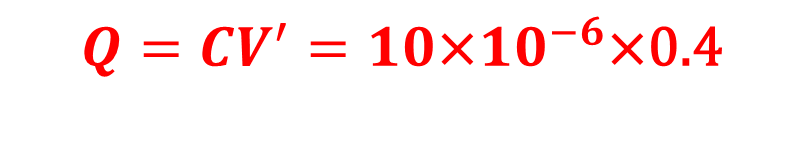 Q = CV′ = 10×10⁻⁶×0.4